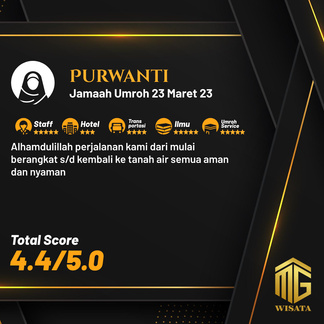 PURWANTI
Jamaah Umroh 23 Maret 23
Staff
Hotel
Trans
portasi
Ilmu
Umroh
Service
Alhamdulillah perjalanan kami dari mulai
berangkat s/d kembali ke tanah air semua aman
dan nyaman
Total Score
4.4/5.0
MG
WISATA